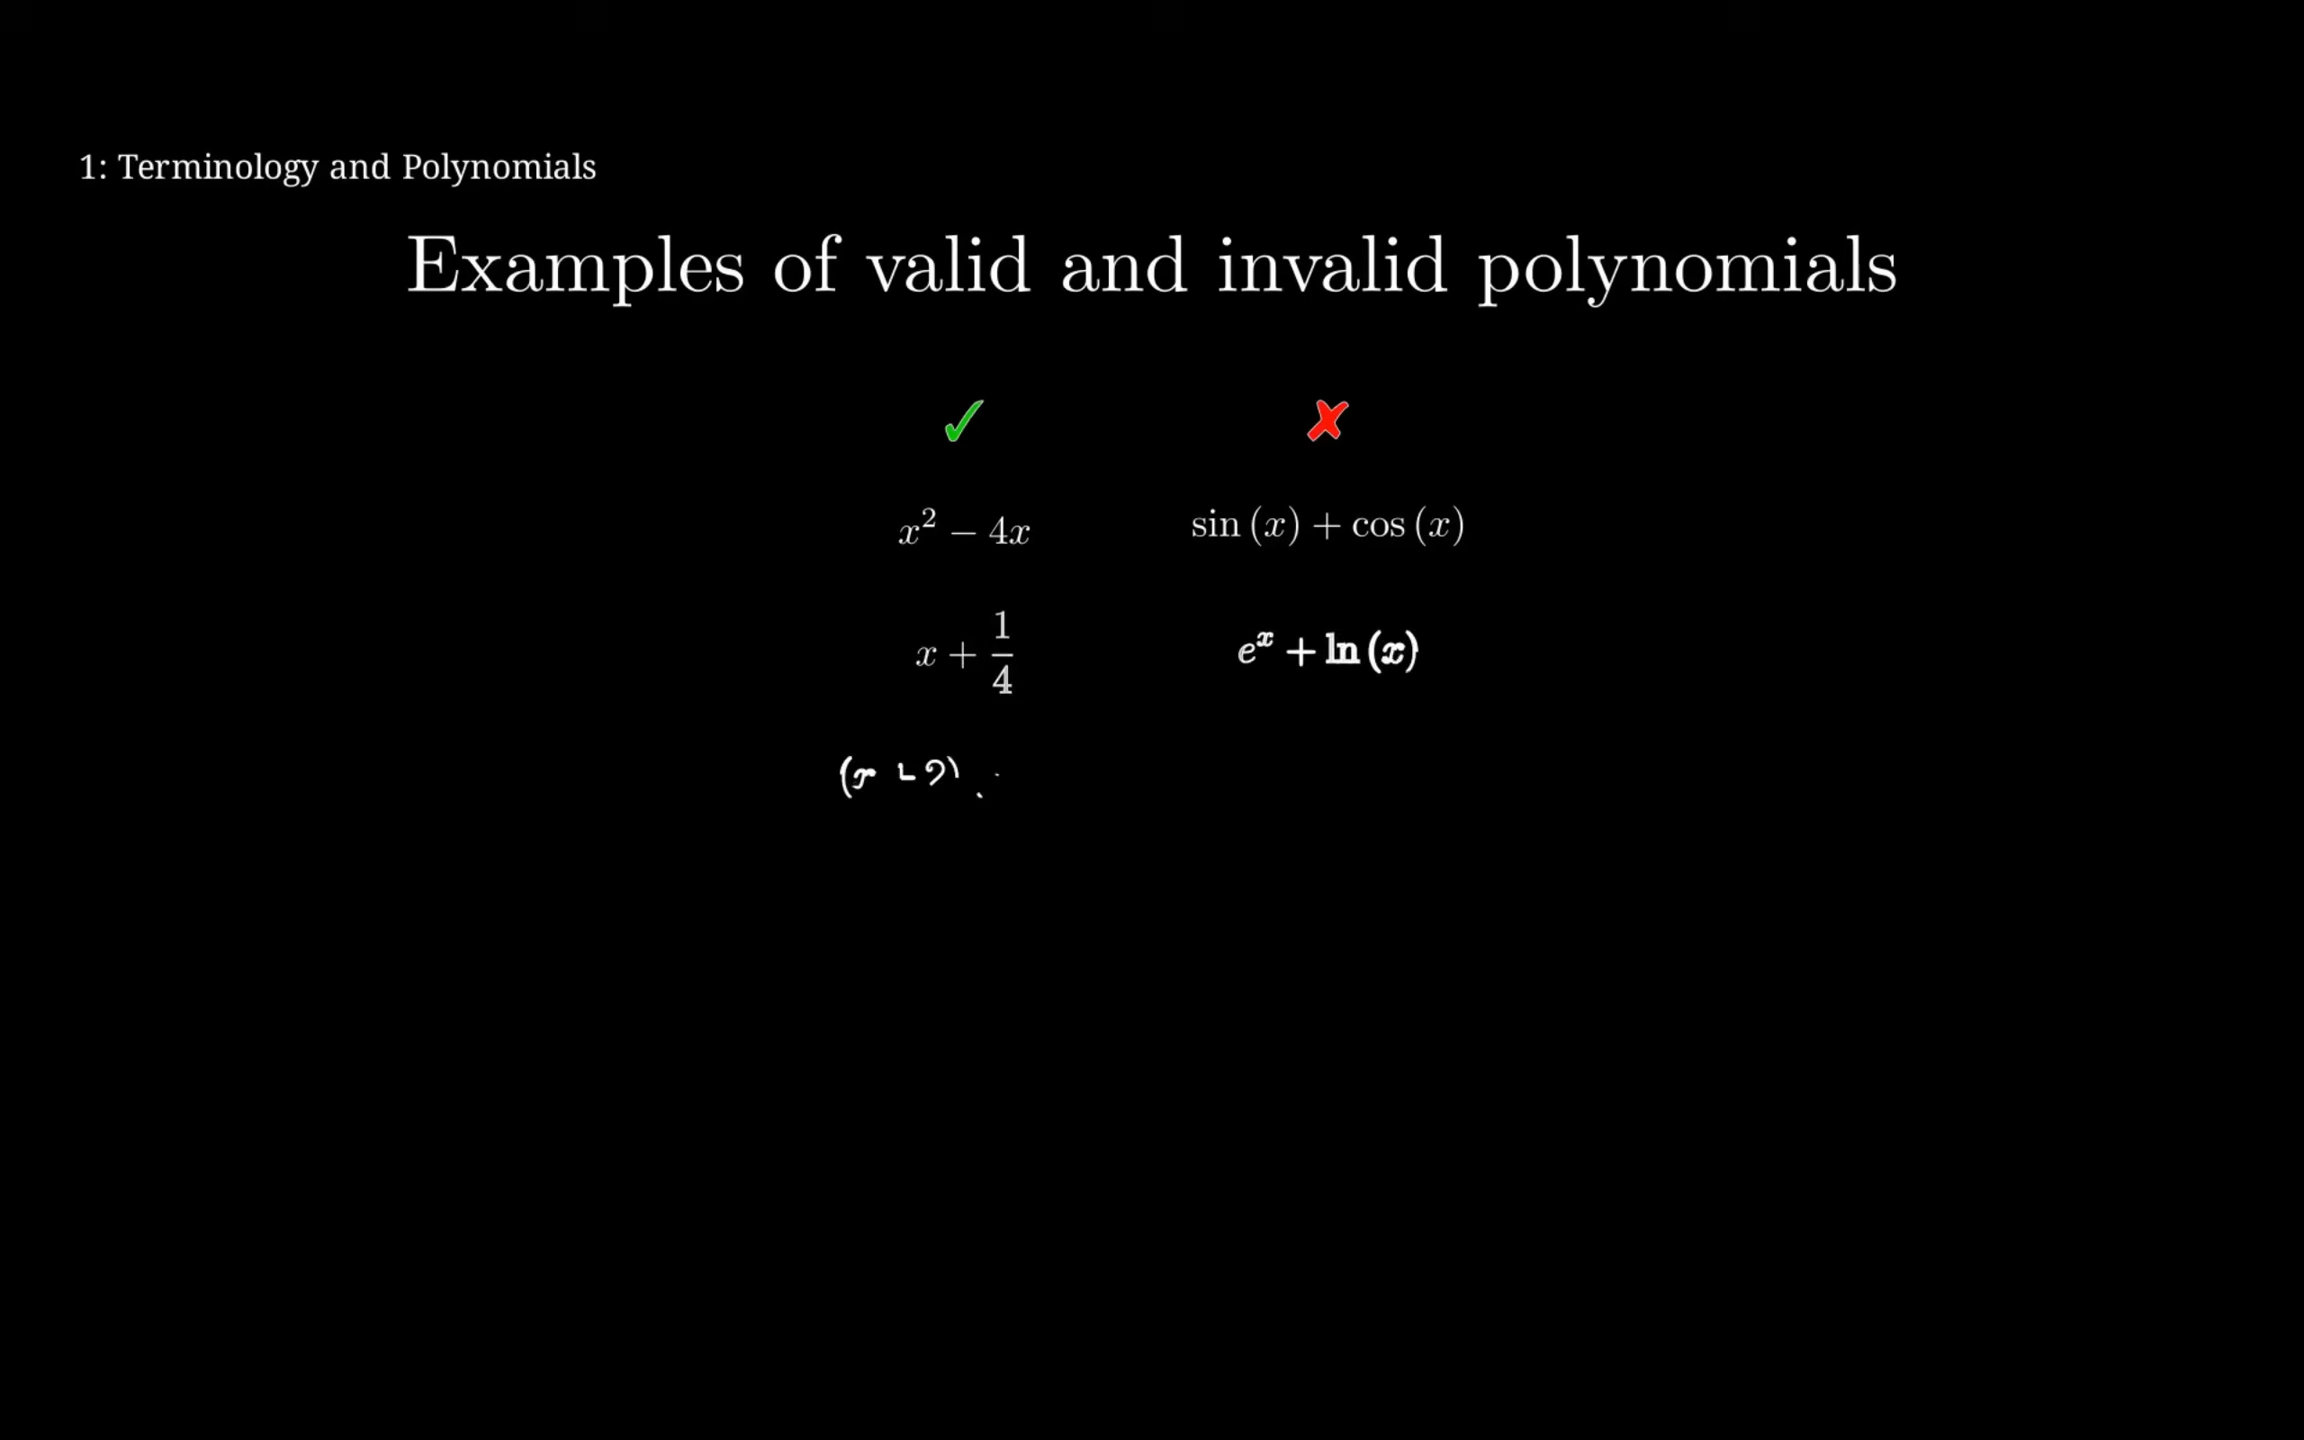 1: Terminology and Polynomials
Examples of valid and invalid polynomials
✓ ✗
x² − 4x sin (x) + cos (x)
x + 1/4 eˣ + ln (x)